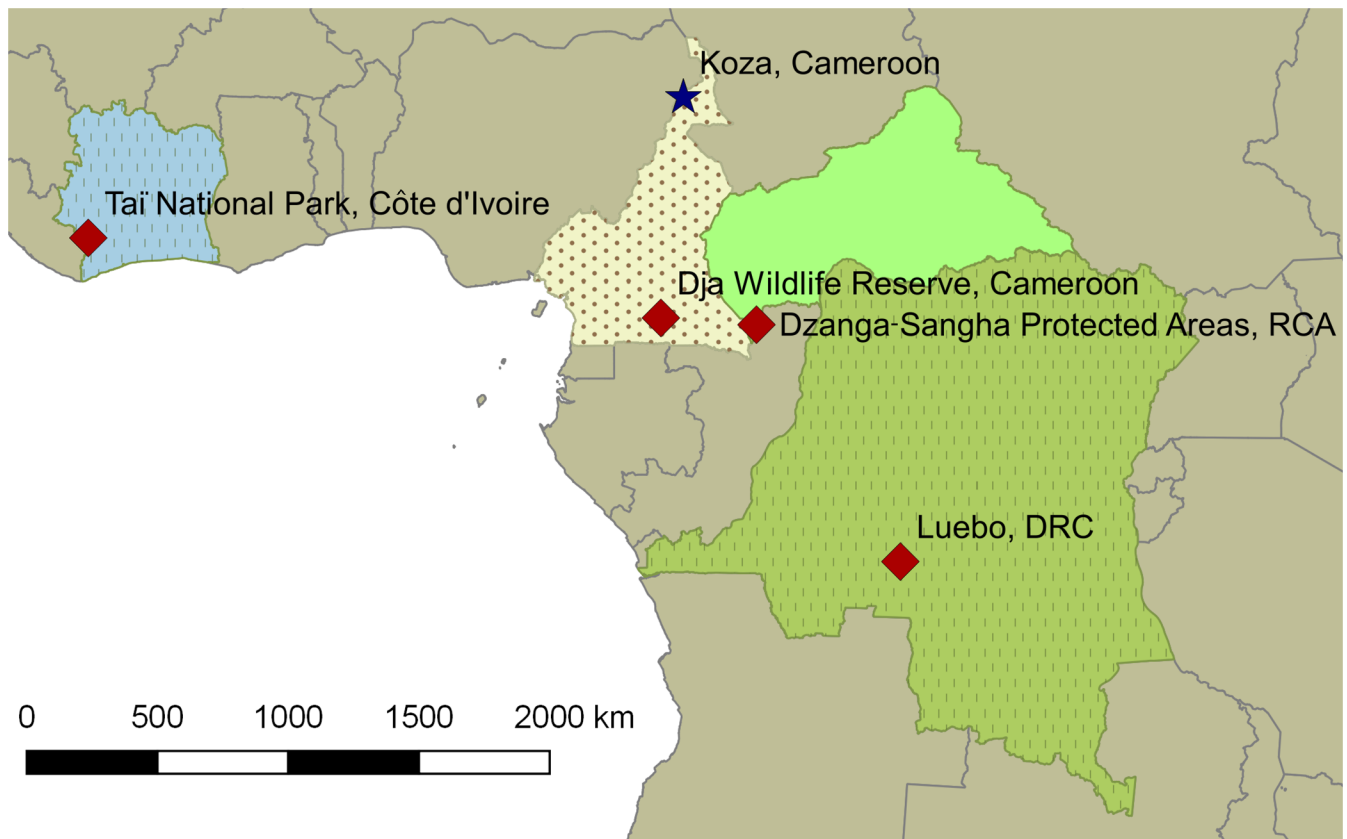 Koza, Cameroon
Taï National Park, Côte d'Ivoire
Dja Wildlife Reserve, Cameroon
Dzanga-Sangha Protected Areas, RCA
Luebo, DRC
0 500 1000 1500 2000 km